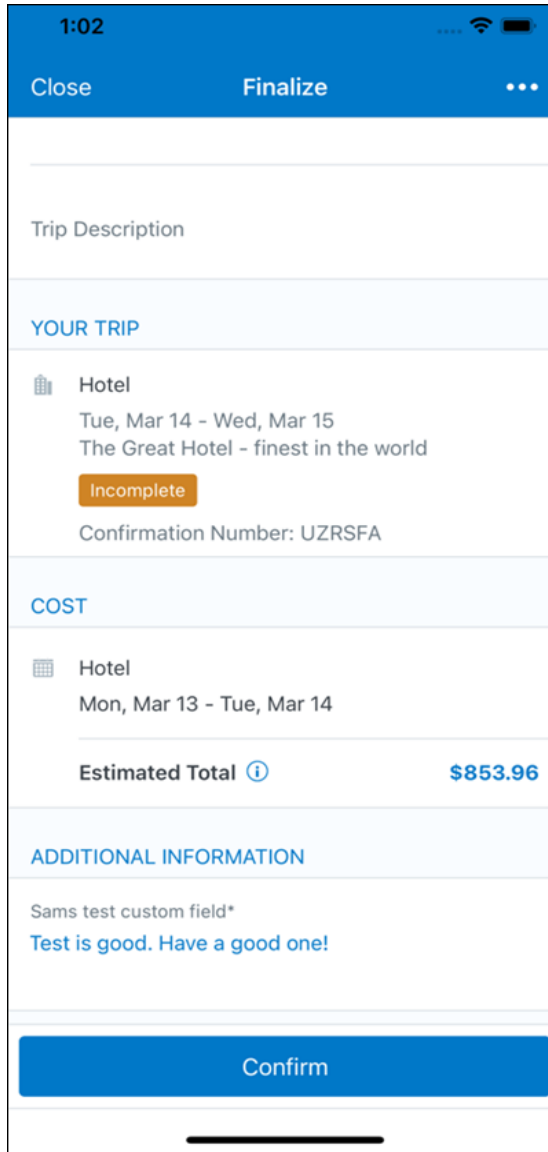 1:02
Close
Finalize
Trip Description
YOUR TRIP
Hotel
Tue, Mar 14 - Wed, Mar 15
The Great Hotel - finest in the world
Incomplete
Confirmation Number: UZRSFA
COST
Hotel
Mon, Mar 13 - Tue, Mar 14
Estimated Total
$853.96
ADDITIONAL INFORMATION
Sams test custom field*
Test is good. Have a good one!
Confirm